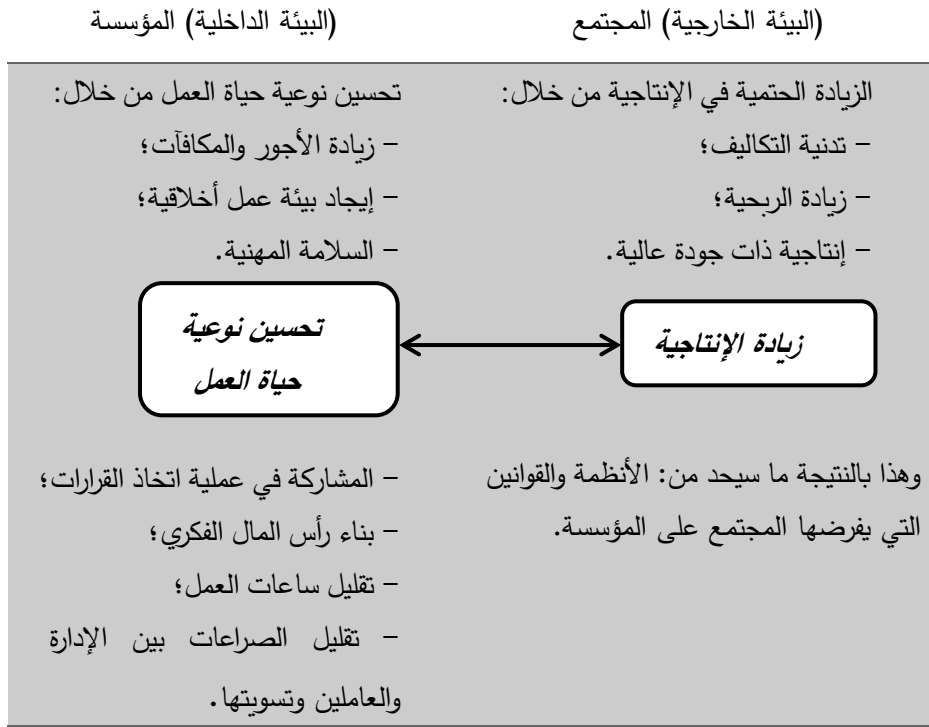 (البيئة الخارجية) المجتمع
(البيئة الداخلية) المؤسسة
الزيادة الحتمية في الإنتاجية من خلال:
- تدنية التكاليف؛
- زيادة الربحية؛
- إنتاجية ذات جودة عالية.
تحسين نوعية حياة العمل من خلال:
- زيادة الأجور والمكافآت؛
- إيجاد بيئة عمل أخلاقية؛
- السلامة المهنية.
زيادة الإنتاجية
تحسين نوعية
حياة العمل
وهذا بالنتيجة ما سيحد من: الأنظمة والقوانين
التي يفرضها المجتمع على المؤسسة.
- المشاركة في عملية اتخاذ القرارات؛
- بناء رأس المال الفكري؛
- تقليل ساعات العمل؛
- تقليل الصراعات بين الإدارة
والعاملين وتسويتها.